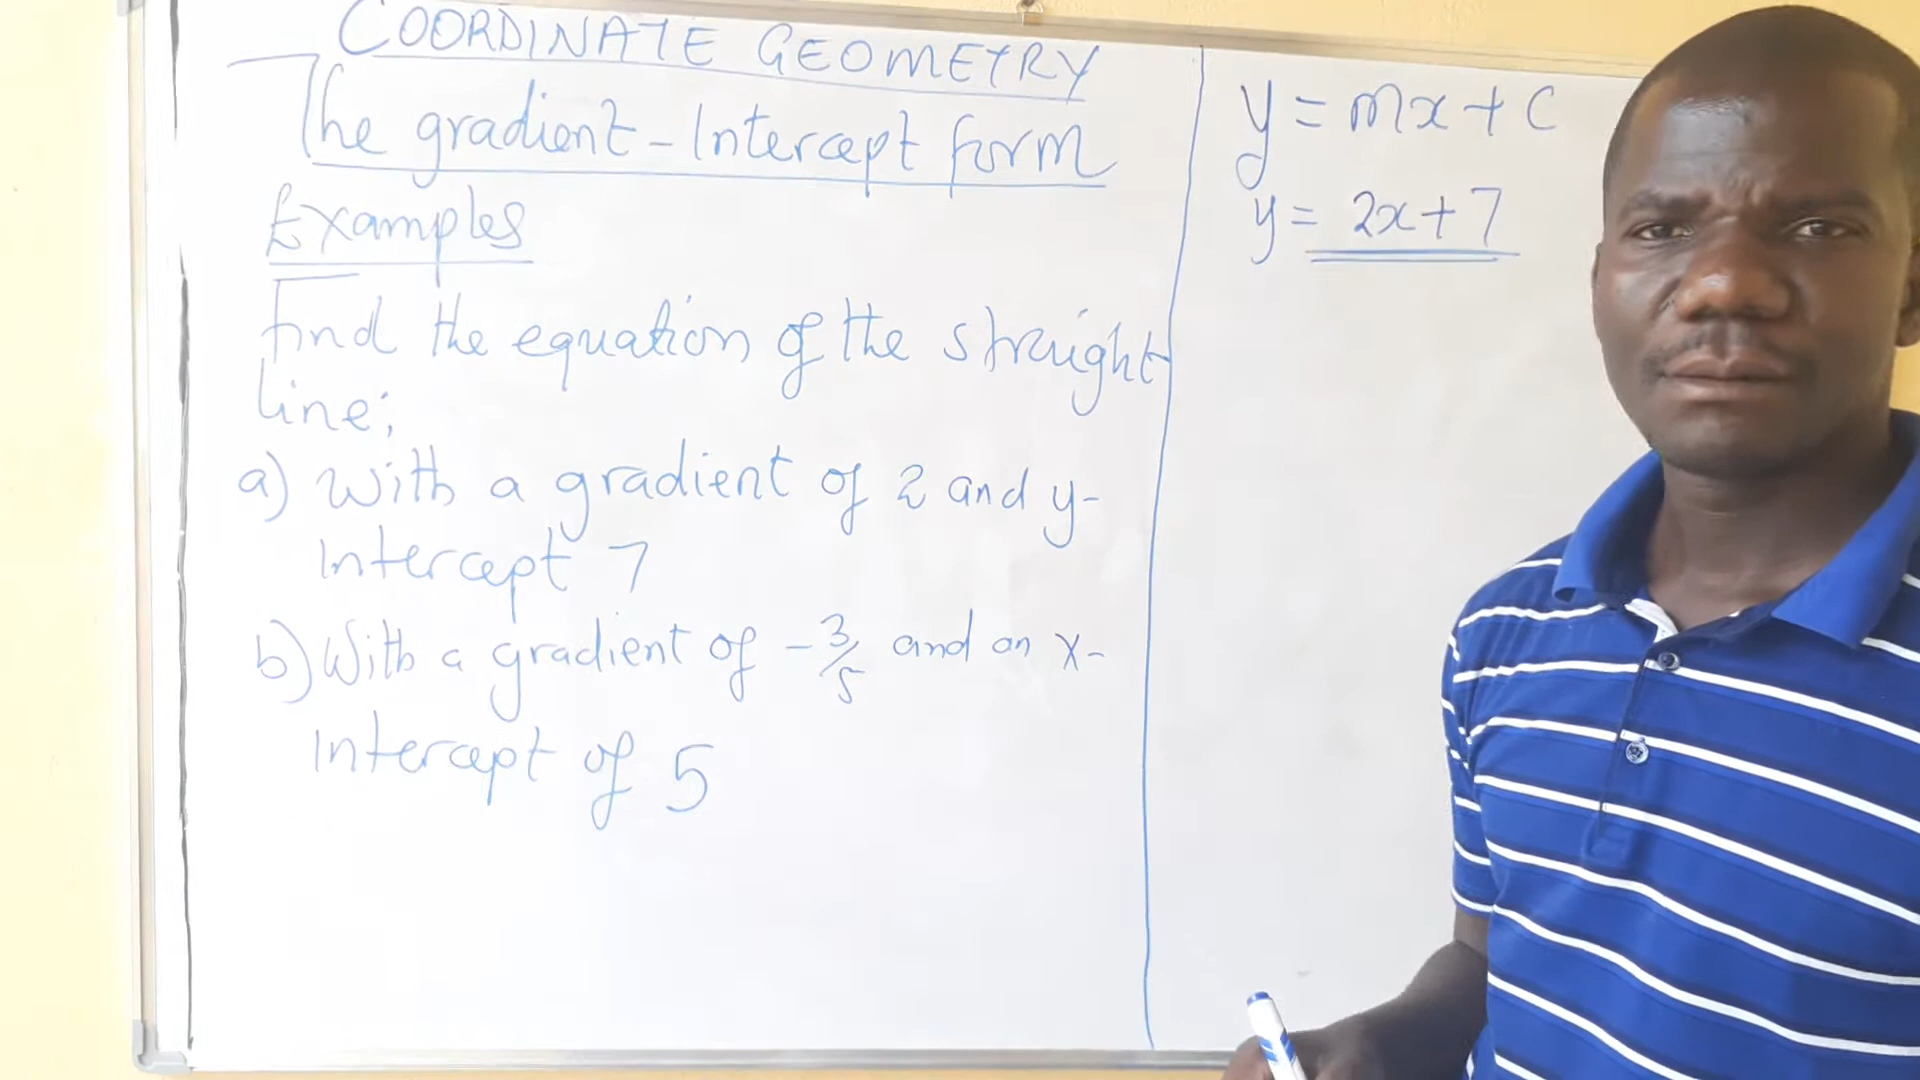 COORDINATE GEOMETRY
The gradient-Intercept form
Examples
Find the equation of the straight
line;
a) With a gradient of 2 and y-
Intercept 7
b) With a gradient of -3/5 and an x-
Intercept of 5
y = mx + c
y = 2x + 7